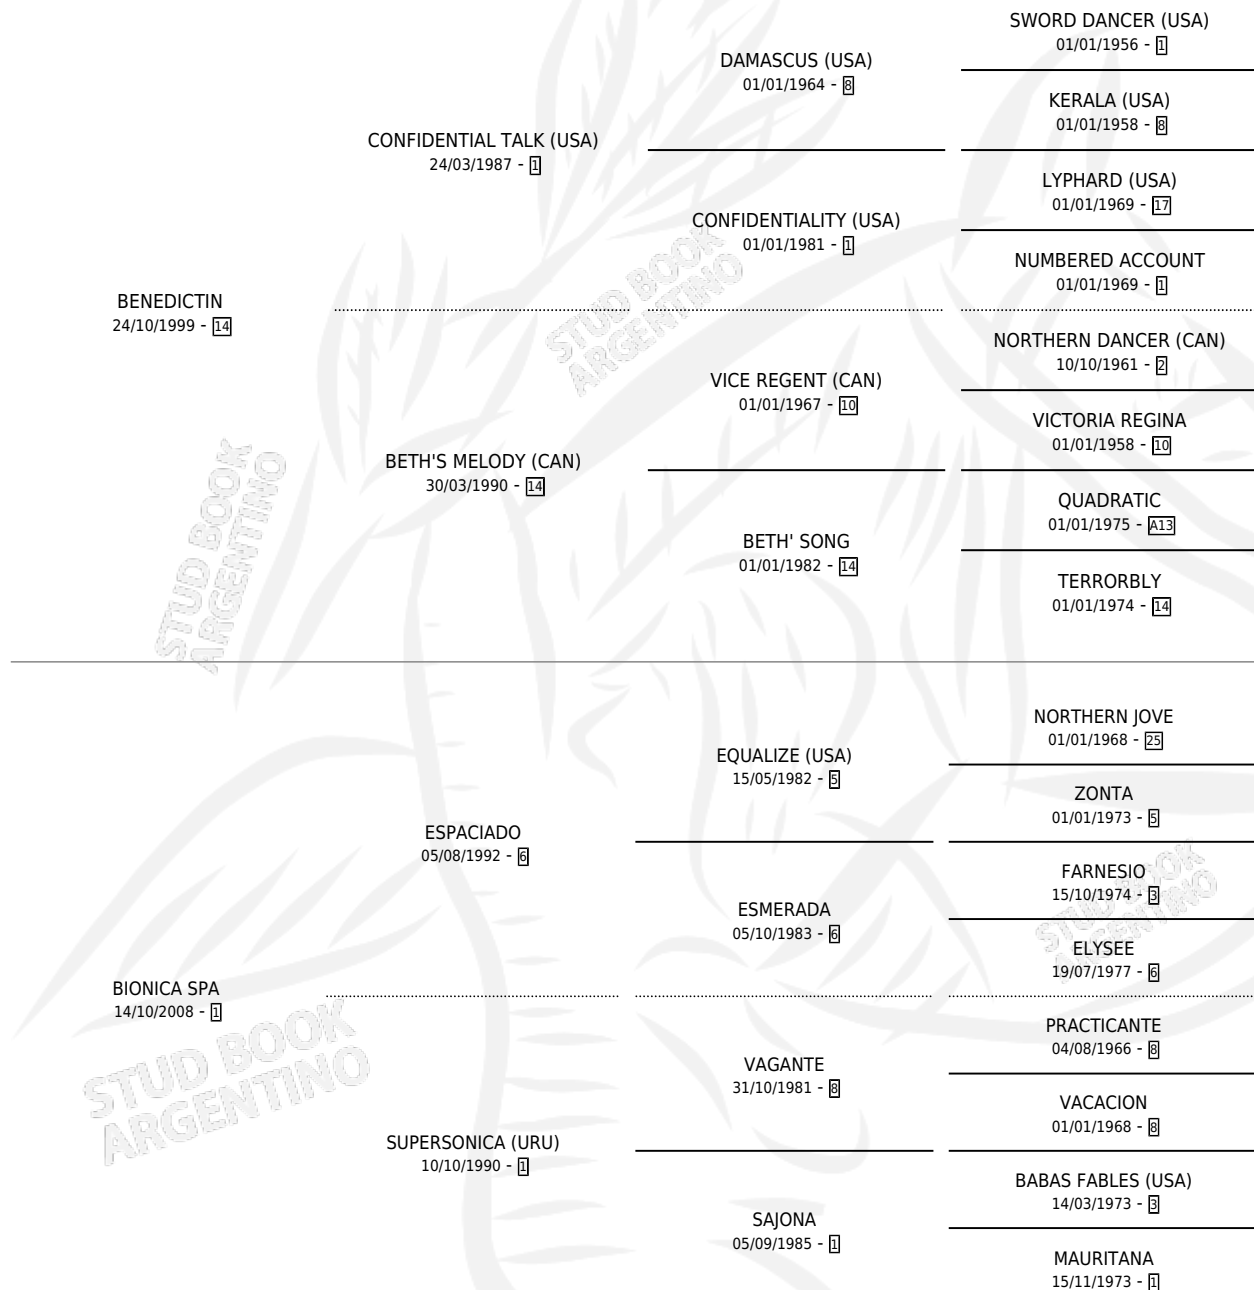 SWORD DANCER (USA)
01/01/1956 - 1
DAMASCUS (USA)
01/01/1964 - 8
KERALA (USA)
01/01/1958 - 8
CONFIDENTIAL TALK (USA)
24/03/1987 - 1
LYPHARD (USA)
01/01/1969 - 17
CONFIDENTIALITY (USA)
01/01/1981 - 1
NUMBERED ACCOUNT
01/01/1969 - 1
BENEDICTIN
24/10/1999 - 14
NORTHERN DANCER (CAN)
10/10/1961 - 2
VICE REGENT (CAN)
01/01/1967 - 10
VICTORIA REGINA
01/01/1958 - 10
BETH'S MELODY (CAN)
30/03/1990 - 14
QUADRATIC
01/01/1975 - A13
BETH' SONG
01/01/1982 - 14
TERRORBLY
01/01/1974 - 14
NORTHERN JOVE
01/01/1968 - 25
EQUALIZE (USA)
15/05/1982 - 5
ZONTA
01/01/1973 - 5
ESPACIADO
05/08/1992 - 6
FARNESIO
15/10/1974 - 3
ESMERADA
05/10/1983 - 6
ELYSEE
19/07/1977 - 6
BIONICA SPA
14/10/2008 - 1
PRACTICANTE
04/08/1966 - 8
VAGANTE
31/10/1981 - 8
VACACION
01/01/1968 - 8
SUPERSONICA (URU)
10/10/1990 - 1
BABAS FABLES (USA)
14/03/1973 - 3
SAJONA
05/09/1985 - 1
MAURITANA
15/11/1973 - 1
STUD BOOK
ARGENTINO
STUD BOOK
ARGENTINO
STUD BOOK
ARGENTINO
STUD BOOK
ARGENTINO